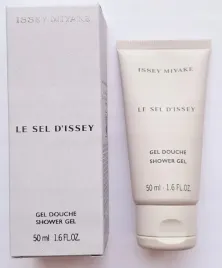 ISSEY MIYAKE
LE SEL D'ISSEY
GEL DOUCHE
SHOWER GEL
50 ml 1.6 FL.OZ.
ISSEY MIYAKE
LE SEL D'ISSEY
GEL DOUCHE
SHOWER GEL
50 ml 1.6 FL.OZ.